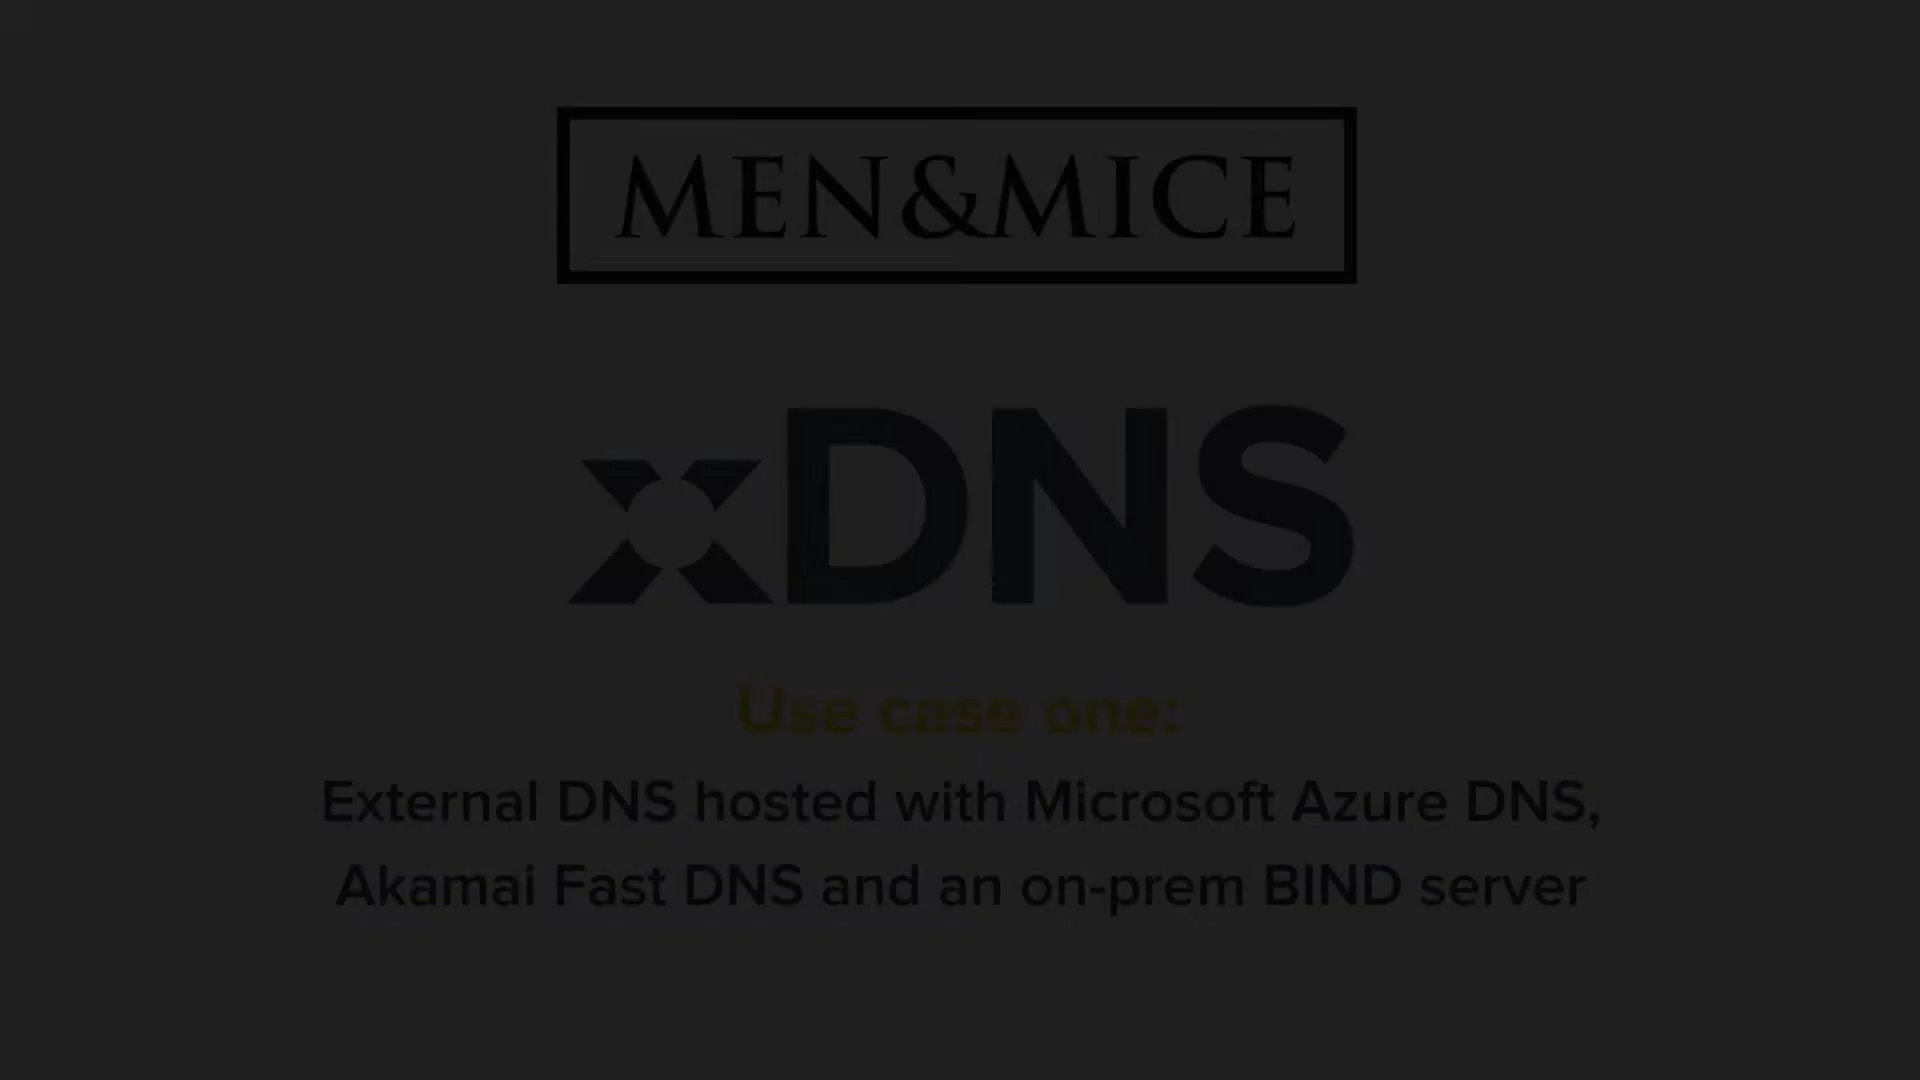 MEN&MICE
xDNS
Use case one:
External DNS hosted with Microsoft Azure DNS,
Akamai Fast DNS and an on-prem BIND server